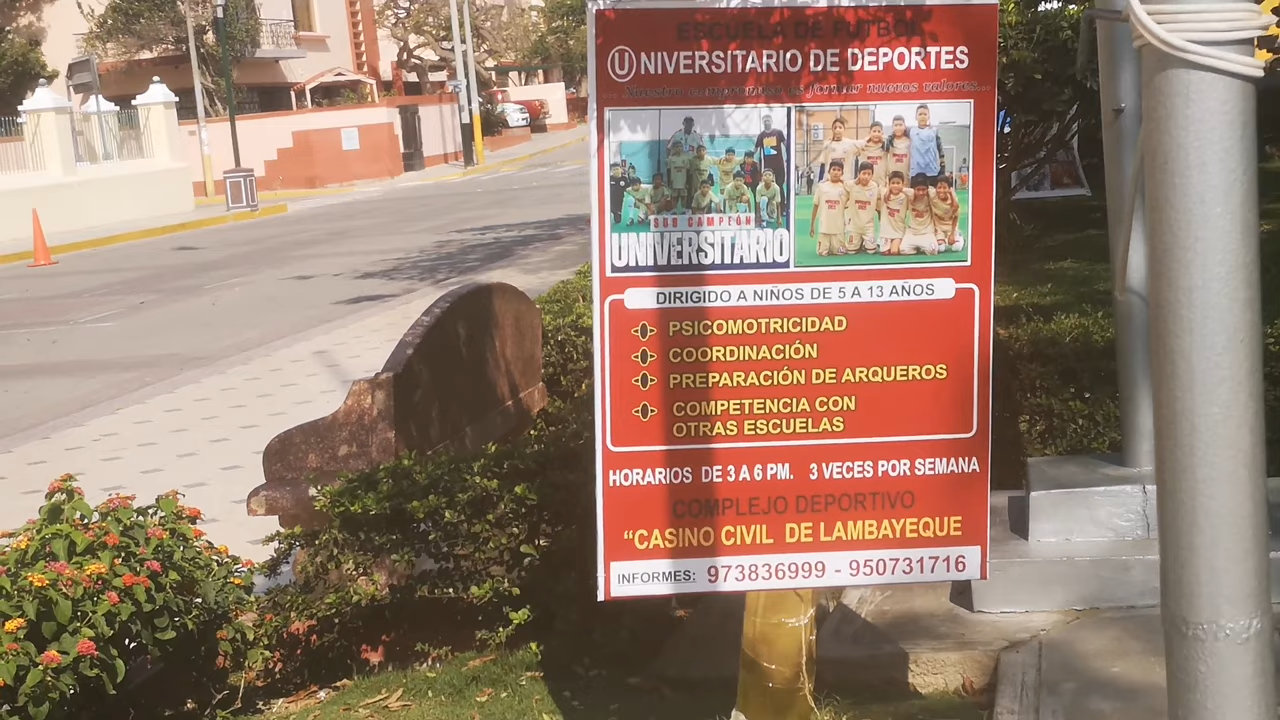 ESCUELA DE FUTBOL
UNIVERSITARIO DE DEPORTES
... Nuestro compromiso es formar nuevos valores...
SUB CAMPEÓN
UNIVERSITARIO
DIRIGIDO A NIÑOS DE 5 A 13 AÑOS
PSICOMOTRICIDAD
COORDINACIÓN
PREPARACIÓN DE ARQUEROS
COMPETENCIA CON
OTRAS ESCUELAS
HORARIOS DE 3 A 6 PM. 3 VECES POR SEMANA
COMPLEJO DEPORTIVO
“CASINO CIVIL DE LAMBAYEQUE
INFORMES: 973836999 - 950731716